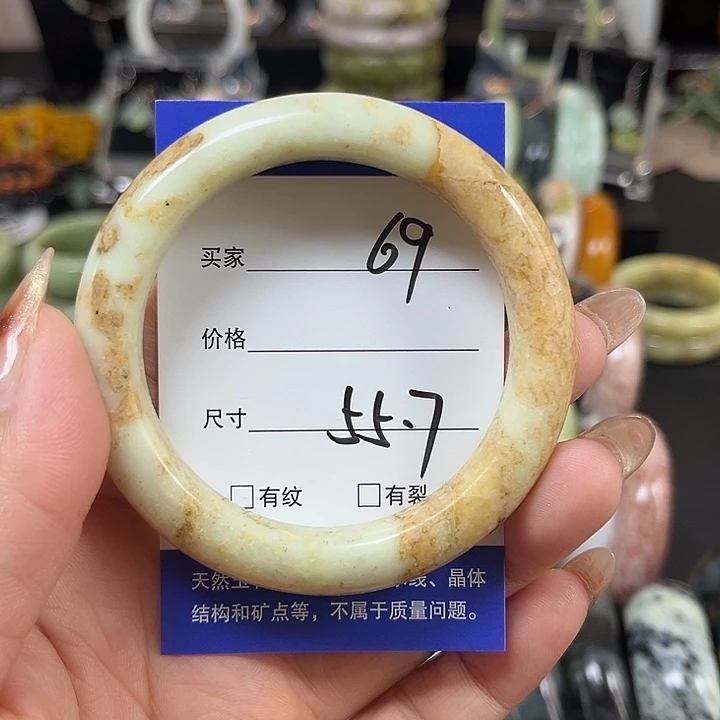 买家 69
价格
尺寸 55.7
□有纹 □有裂
天然 线、晶体
结构和矿点等，不属于质量问题。